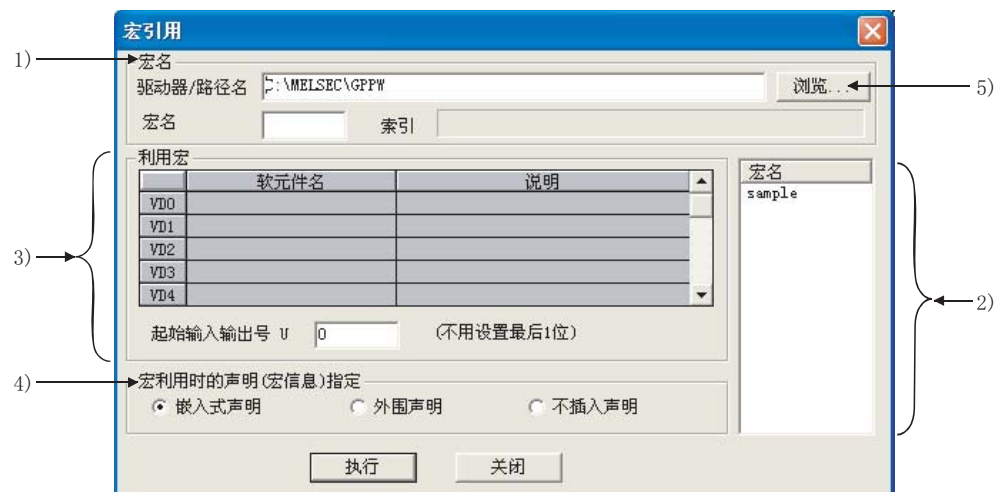 宏引用
1)
宏名
驱动器/路径名 C:\MELSEC\GPPW 浏览...
5)
宏名 索引
利用宏
软元件名 说明
VD0
VD1
VD2
VD3
VD4
3)
起始输入输出号 U 0 (不用设置最后1位)
宏名
sample
2)
4)
宏利用时的声明(宏信息)指定
嵌入式声明 外围声明 不插入声明
执行 关闭